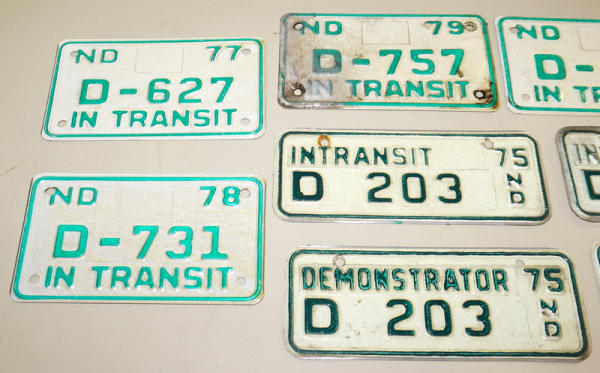 ND 77
D-627
IN TRANSIT
ND 79
D-757
IN TRANSIT
ND
D-
IN
INTRANSIT 75
D 203 ND
D
ND 78
D-731
IN TRANSIT
DEMONSTRATOR 75
D 203 ND